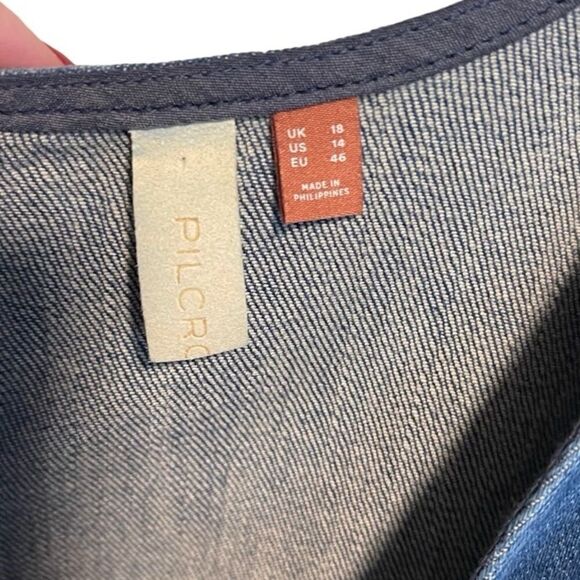 PILCRO
UK 18
US 14
EU 46
MADE IN
PHILIPPINES